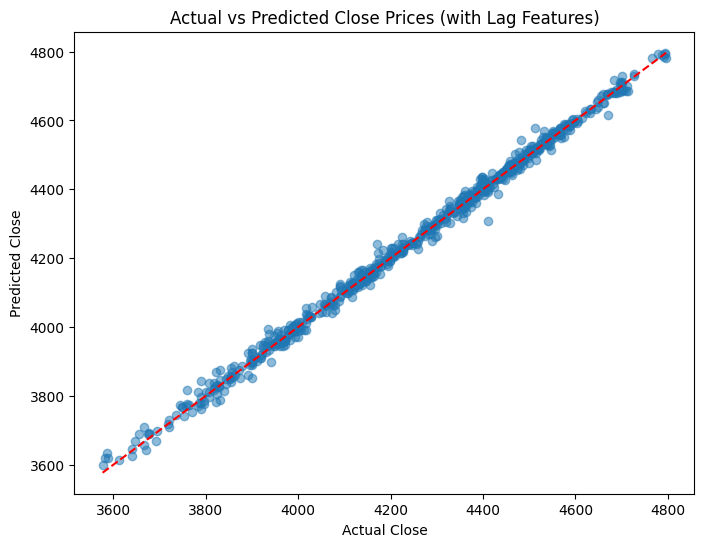 Actual vs Predicted Close Prices (with Lag Features)
Predicted Close
4800
4600
4400
4200
4000
3800
3600
3600 3800 4000 4200 4400 4600 4800
Actual Close